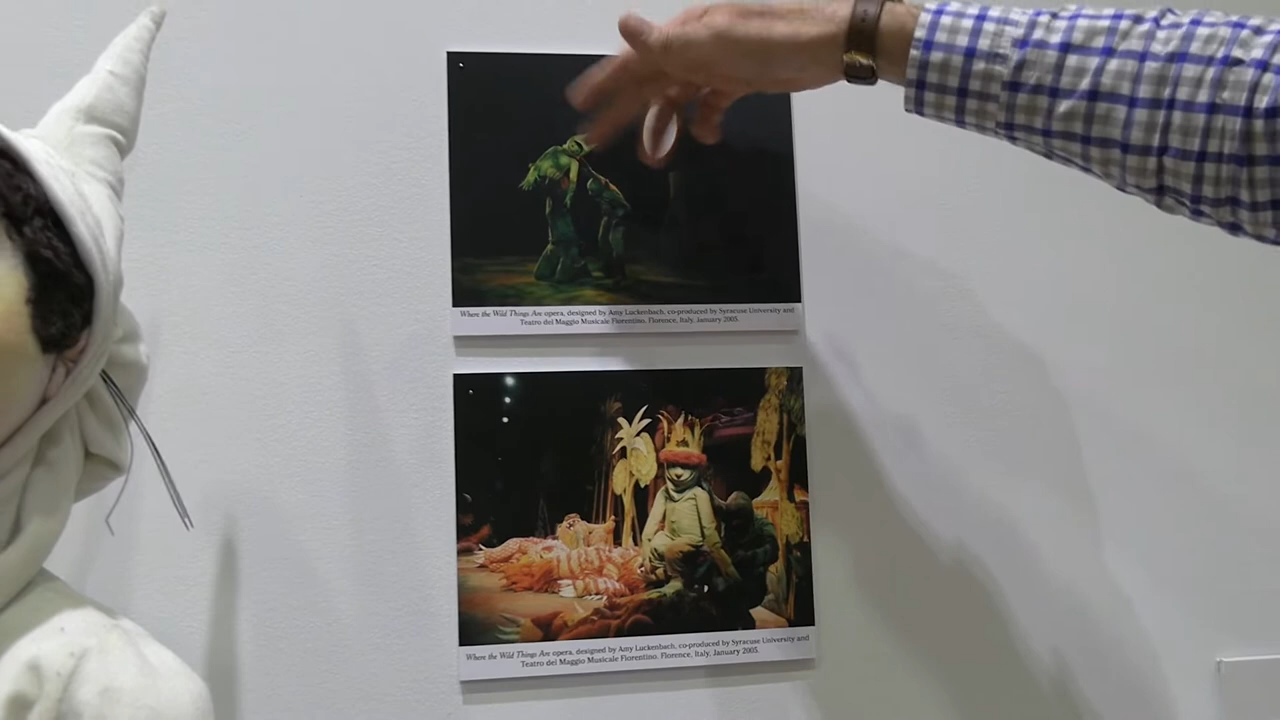 Where the Wild Things Are opera, designed by Amy Luckenbach, co-produced by Syracuse University and
Teatro del Maggio Musicale Fiorentino. Florence, Italy, January 2005.
Where the Wild Things Are opera, designed by Amy Luckenbach, co-produced by Syracuse University and
Teatro del Maggio Musicale Fiorentino. Florence, Italy, January 2005.